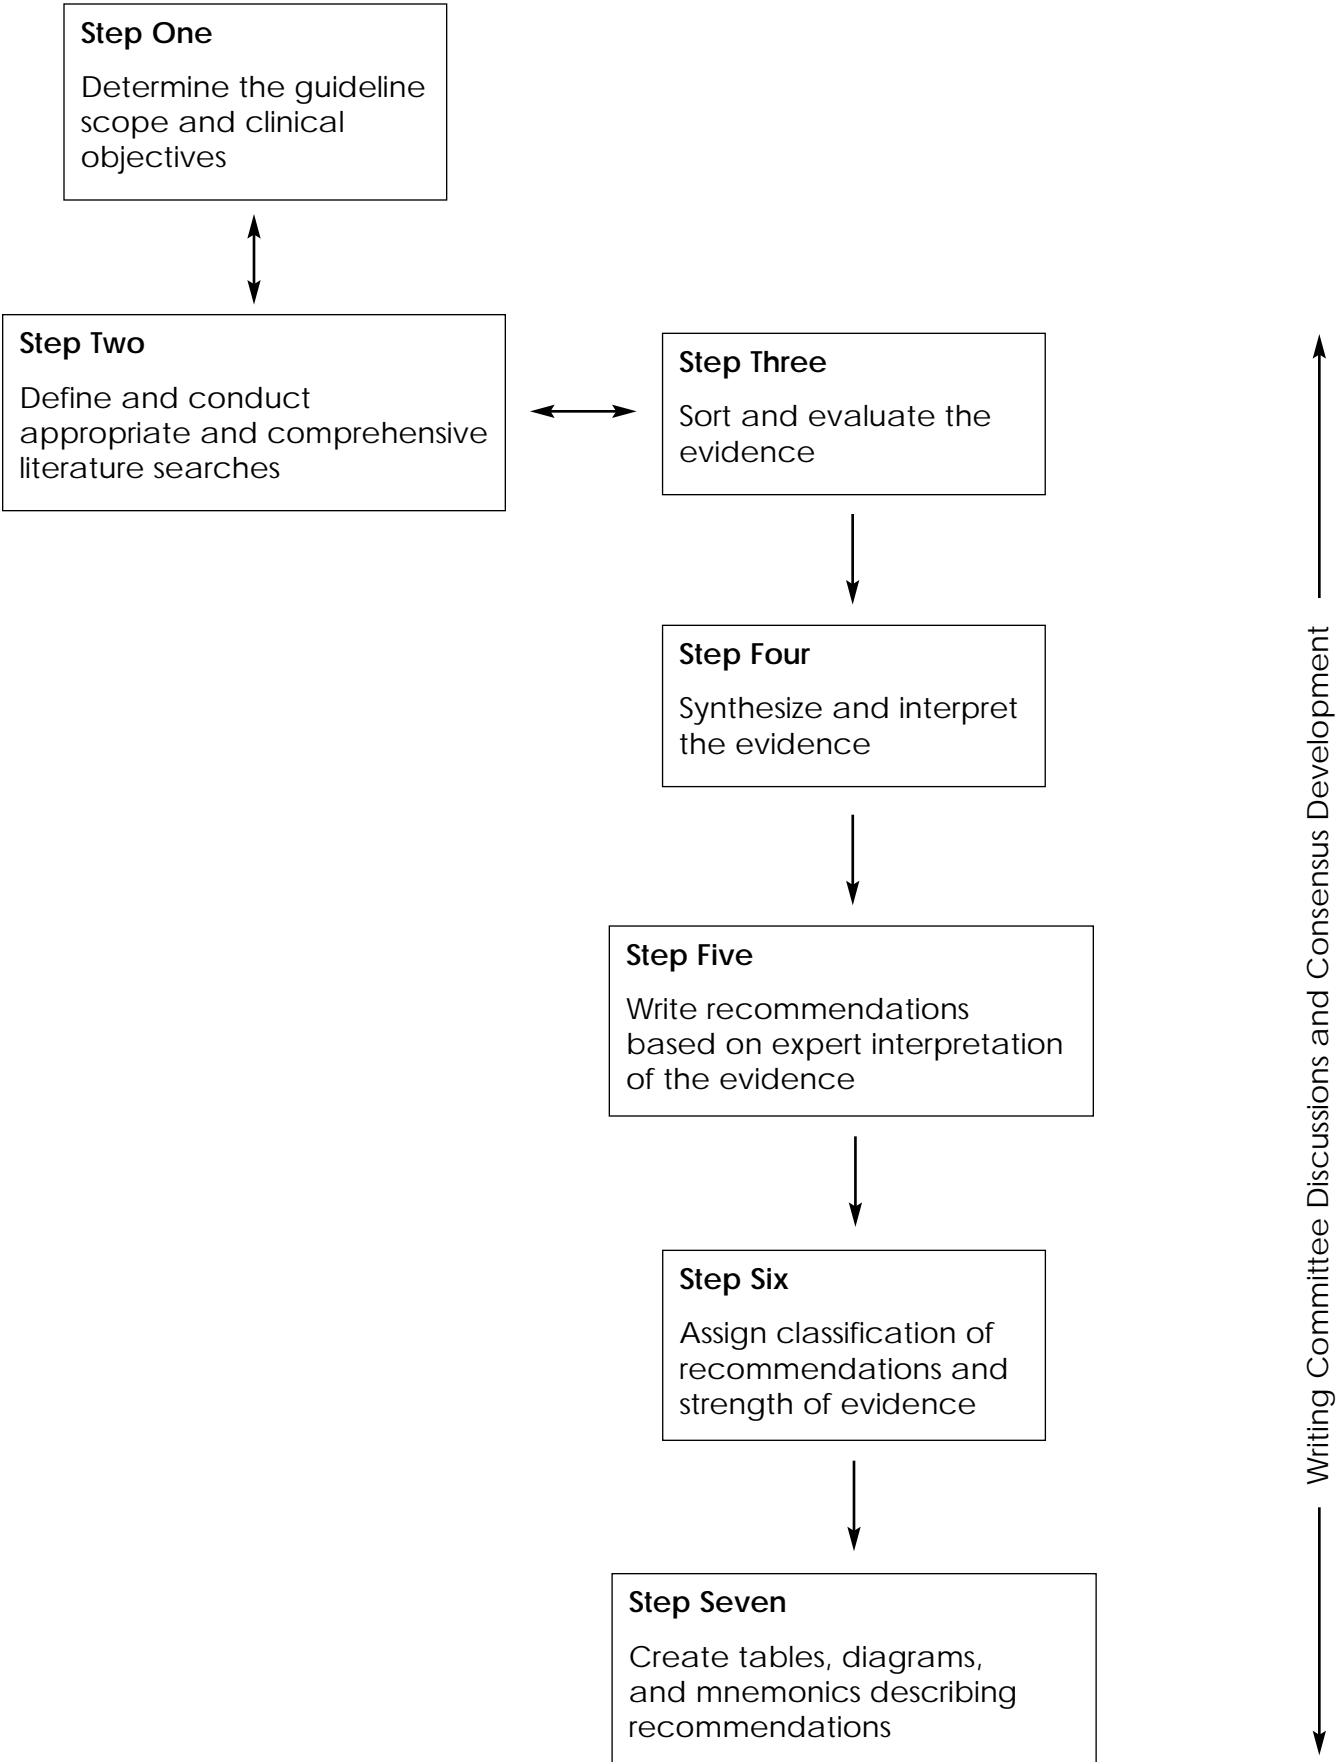 Step One
Determine the guideline
scope and clinical
objectives
Step Two
Define and conduct
appropriate and comprehensive
literature searches
Step Three
Sort and evaluate the
evidence
Step Four
Synthesize and interpret
the evidence
Step Five
Write recommendations
based on expert interpretation
of the evidence
Step Six
Assign classification of
recommendations and
strength of evidence
Step Seven
Create tables, diagrams,
and mnemonics describing
recommendations
Writing Committee Discussions and Consensus Development